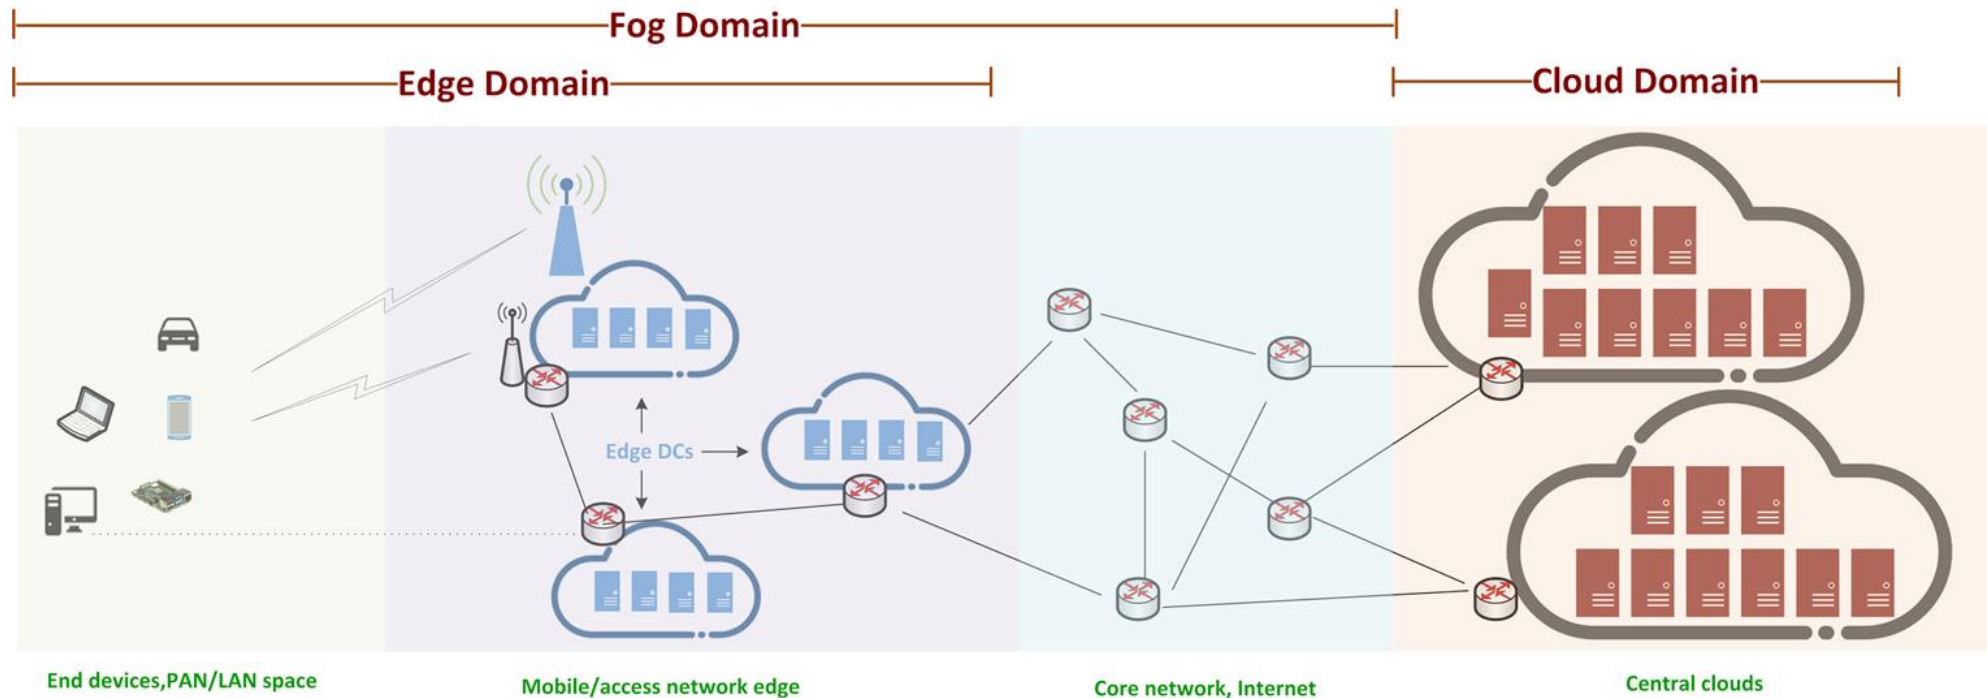 Fog Domain
Edge Domain
Cloud Domain
Edge DCs
End devices,PAN/LAN space
Mobile/access network edge
Core network, Internet
Central clouds